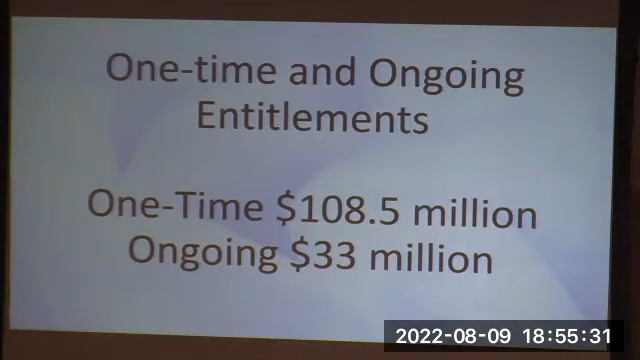 One-time and Ongoing
Entitlements
One-Time $108.5 million
Ongoing $33 million
2022-08-09 18:55:31